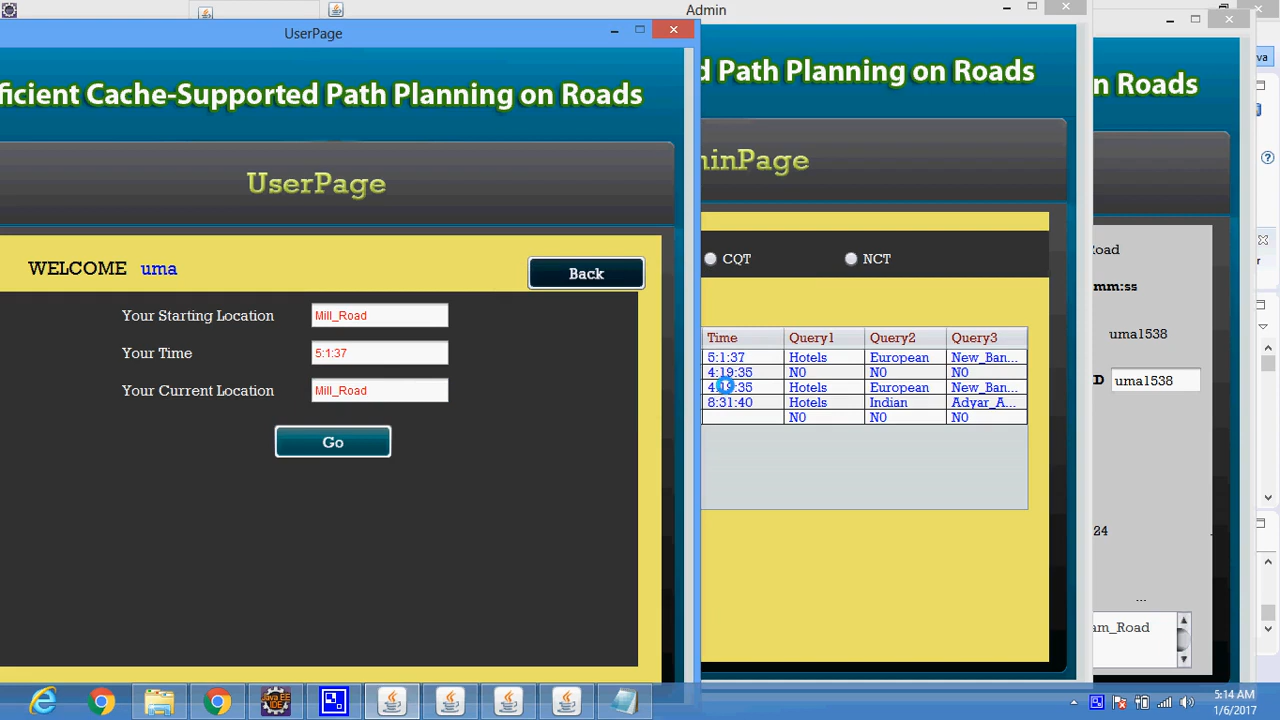 UserPage
ficient Cache-Supported Path Planning on Roads
UserPage
WELCOME uma
Back
Your Starting Location Mill_Road
Your Time 5:1:37
Your Current Location Mill_Road
Go
Admin
d Path Planning on Roads
minPage
CQT NCT
Time Query1 Query2 Query3
5:1:37 Hotels European New_Ban...
4:19:35 N0 N0 N0
Hotels European New_Ban...
8:31:40 Hotels Indian Adyar_A...
N0 N0 N0
n Roads
Road
mm:ss
uma1538
D uma1538
24
...
am_Road
va
5:14 AM
1/6/2017